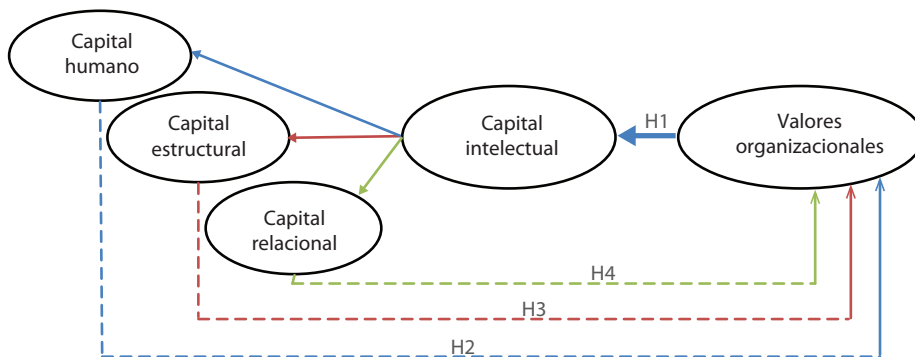 Capital
humano
Capital
estructural
Capital
relacional
Capital
intelectual
H1
Valores
organizacionales
H4
H3
H2